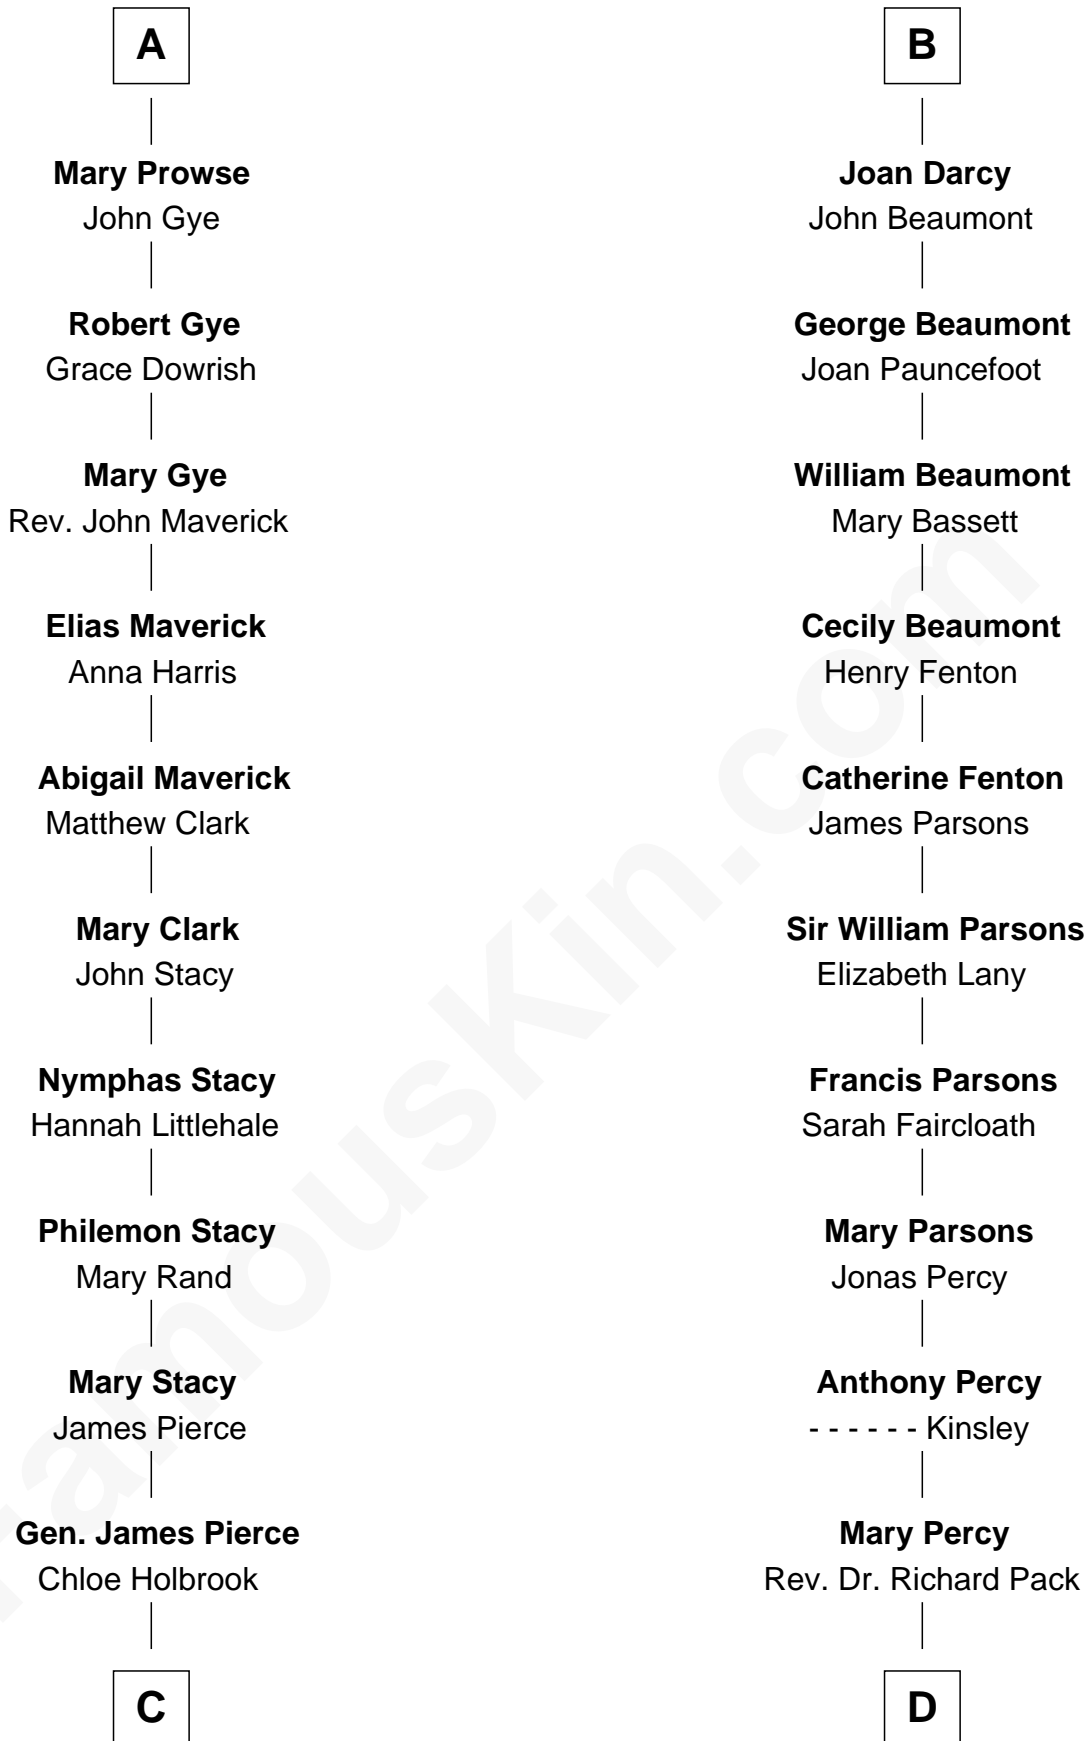 A
Mary Prowse
John Gye
Robert Gye
Grace Dowrish
Mary Gye
Rev. John Maverick
Elias Maverick
Anna Harris
Abigail Maverick
Matthew Clark
Mary Clark
John Stacy
Nymphas Stacy
Hannah Littlehale
Philemon Stacy
Mary Rand
Mary Stacy
James Pierce
Gen. James Pierce
Chloe Holbrook
C
B
Joan Darcy
John Beaumont
George Beaumont
Joan Pauncefoot
William Beaumont
Mary Bassett
Cecily Beaumont
Henry Fenton
Catherine Fenton
James Parsons
Sir William Parsons
Elizabeth Lany
Francis Parsons
Sarah Faircloath
Mary Parsons
Jonas Percy
Anthony Percy
- - - - - - Kinsley
Mary Percy
Rev. Dr. Richard Pack
D
FamousKin.com